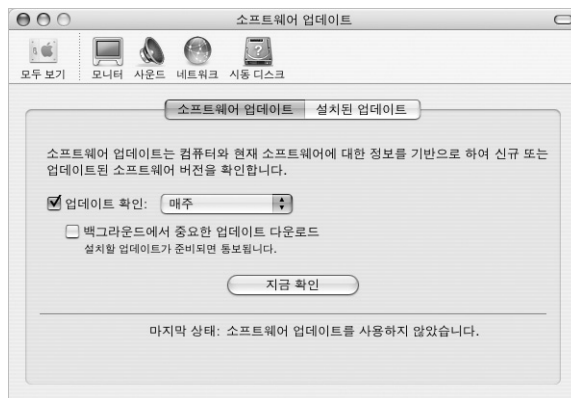 소프트웨어 업데이트
모두 보기 모니터 사운드 네트워크 시동 디스크
소프트웨어 업데이트 설치된 업데이트
소프트웨어 업데이트는 컴퓨터와 현재 소프트웨어에 대한 정보를 기반으로 하여 신규 또는
업데이트된 소프트웨어 버전을 확인합니다.
업데이트 확인: 매주
백그라운드에서 중요한 업데이트 다운로드
설치할 업데이트가 준비되면 통보됩니다.
지금 확인
마지막 상태: 소프트웨어 업데이트를 사용하지 않았습니다.